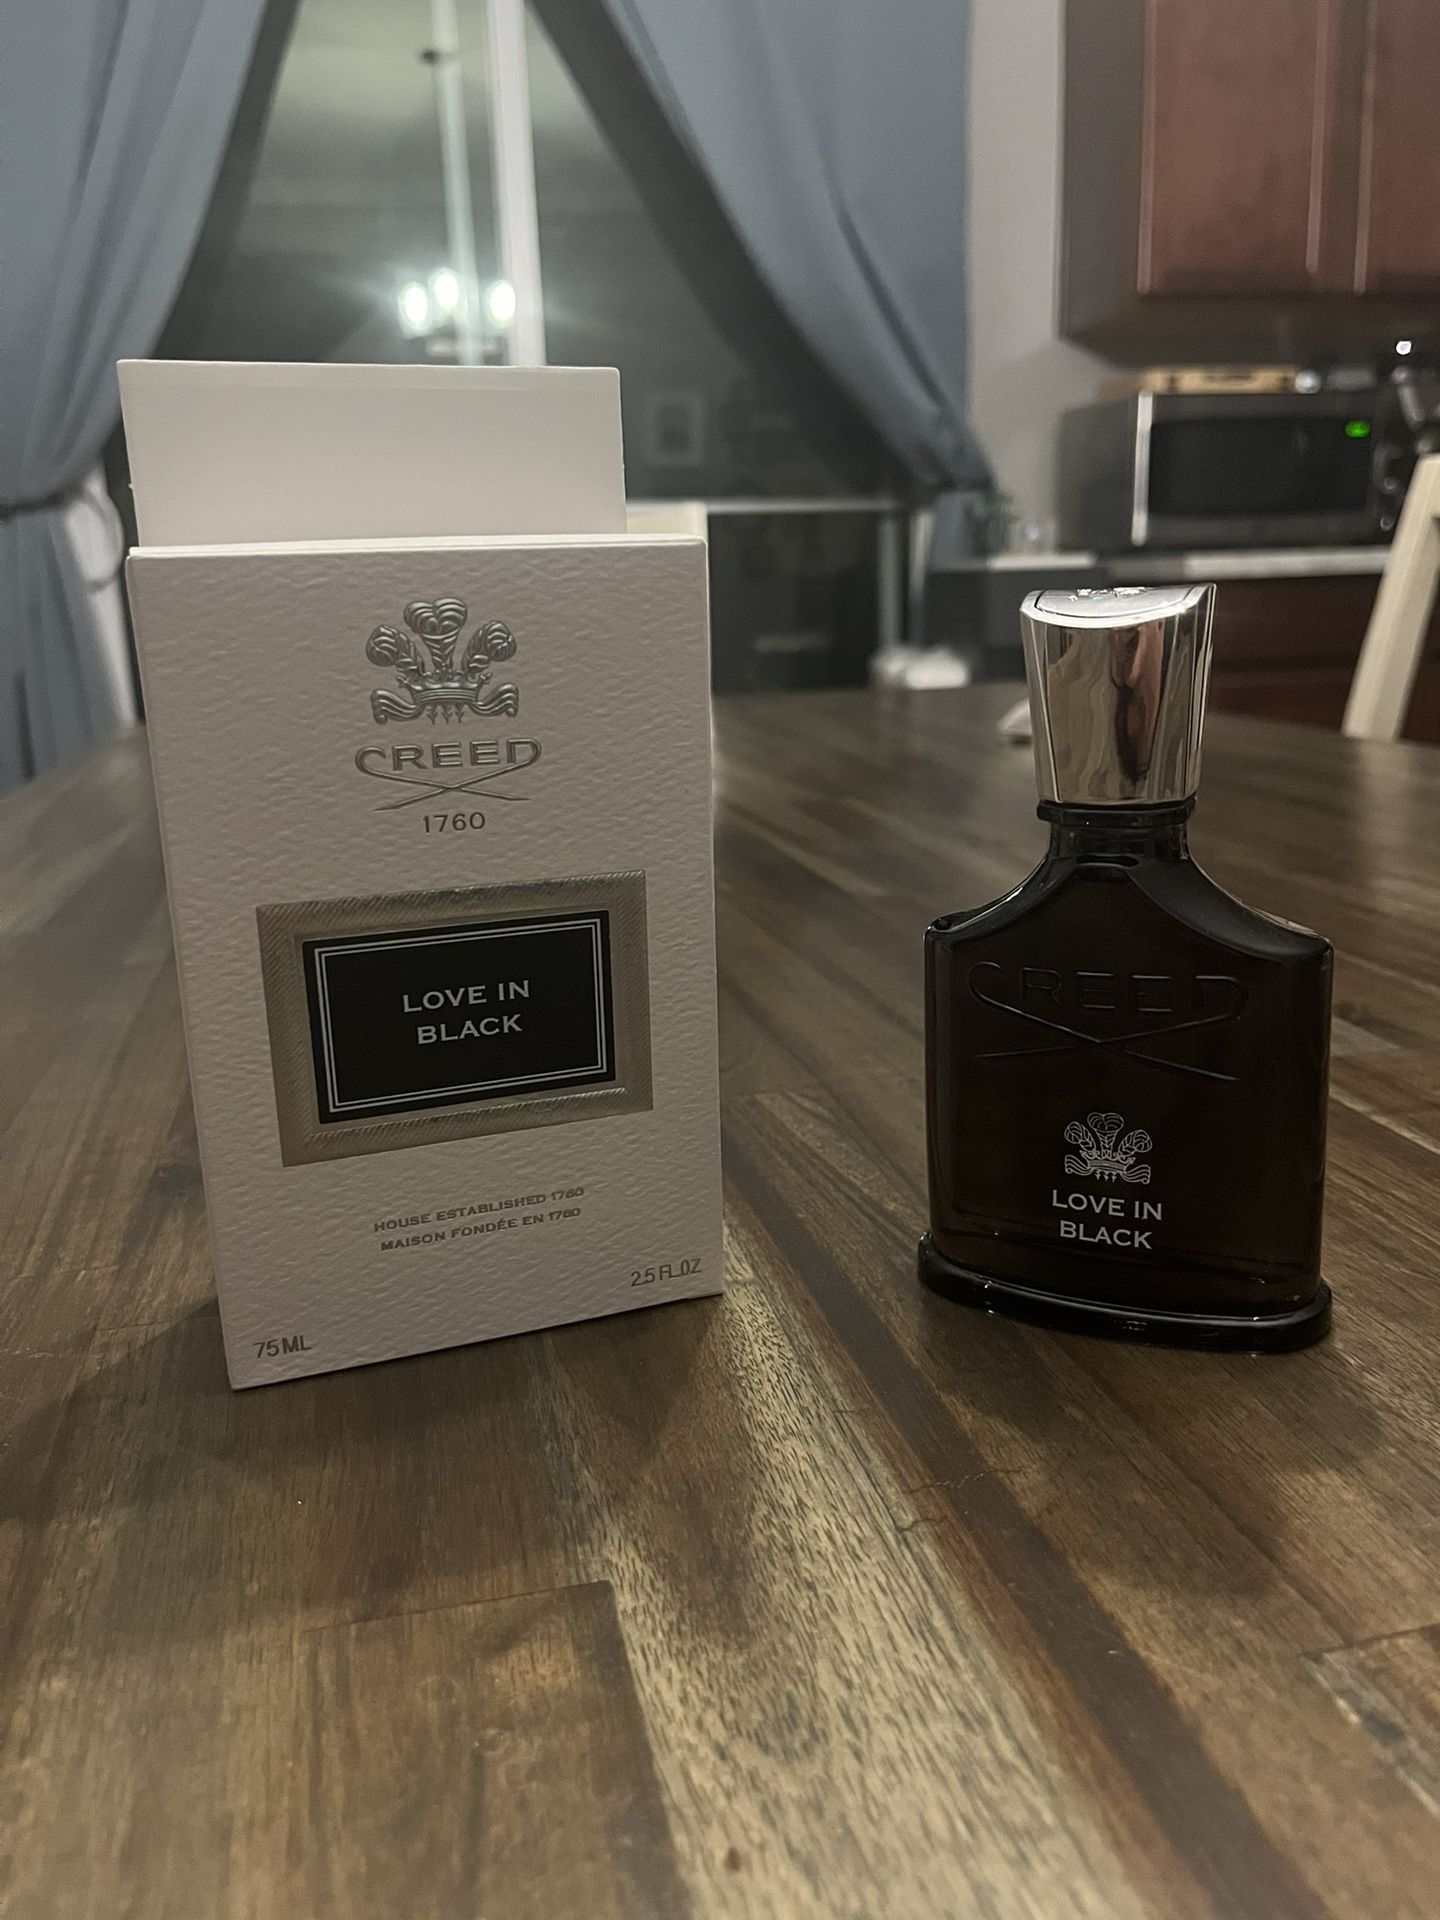 CREED
1760
LOVE IN
BLACK
HOUSE ESTABLISHED 1760
MAISON FONDÉE EN 1760
75 ML
2.5 FL.OZ
CREED
LOVE IN
BLACK